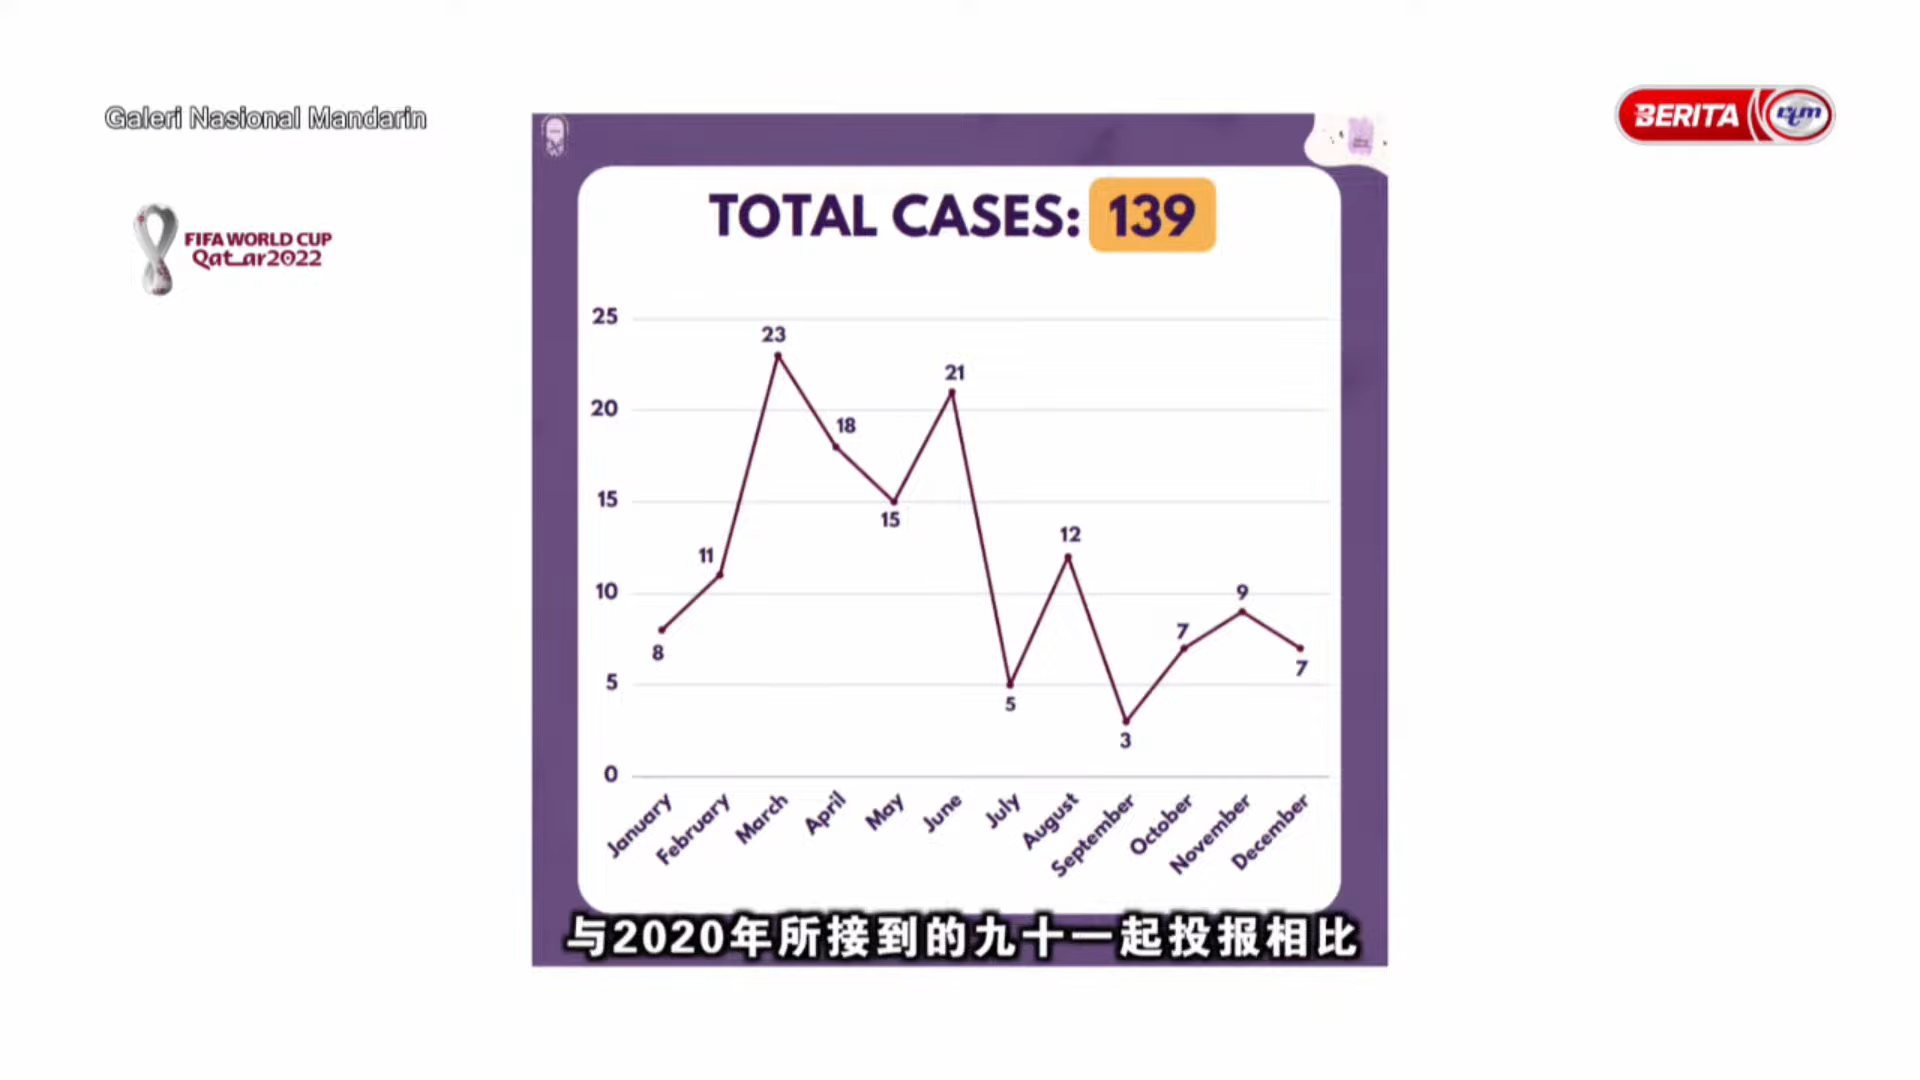 Galeri Nasional Mandarin
BERITA rtm
FIFA WORLD CUP
Qatar2022
TOTAL CASES: 139
25
20
15
10
5
0
8
11
23
18
15
21
5
12
3
7
9
7
January
February
March
April
May
June
July
August
September
October
November
December
与2020年所接到的九十一起投报相比